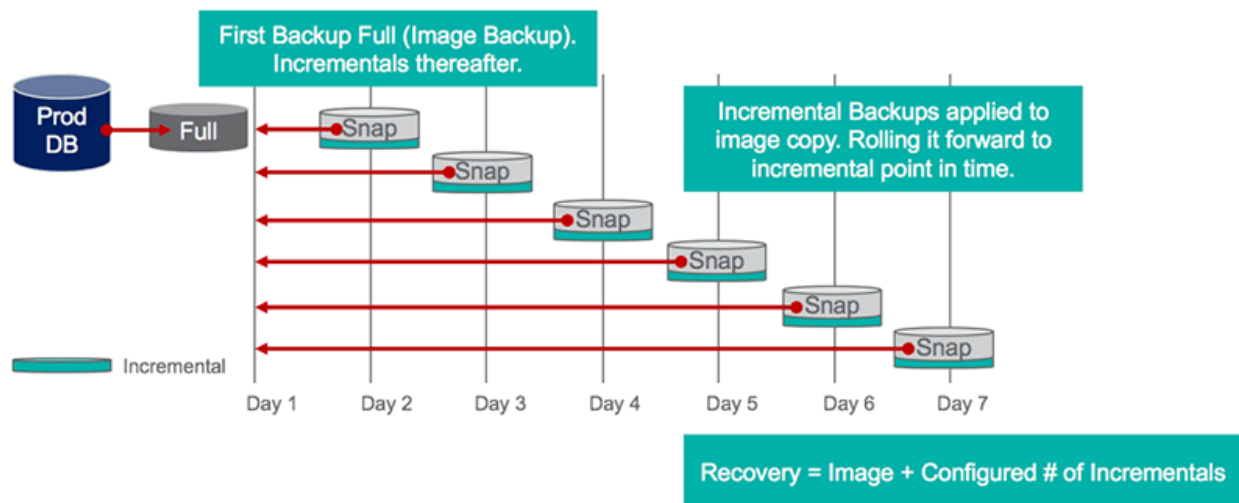 First Backup Full (Image Backup).
Incrementals thereafter.
Prod
DB
Full
Snap
Incremental Backups applied to
image copy. Rolling it forward to
incremental point in time.
Snap
Snap
Snap
Snap
Snap
Incremental
Day 1
Day 2
Day 3
Day 4
Day 5
Day 6
Day 7
Recovery = Image + Configured # of Incrementals